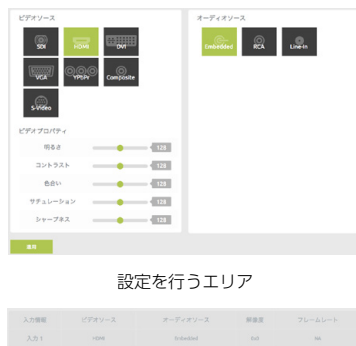 ビデオソース
SDI HDMI DVI
VGA YPbPr Composite
S-Video
ビデオプロパティ
明るさ 128
コントラスト 128
色合い 128
サチュレーション 128
シャープネス 128
オーディオソース
Embedded RCA Line-In
適用
設定を行うエリア
入力情報 ビデオソース オーディオソース 解像度 フレームレート
入力 1 HDMI Embedded 0x0 NA